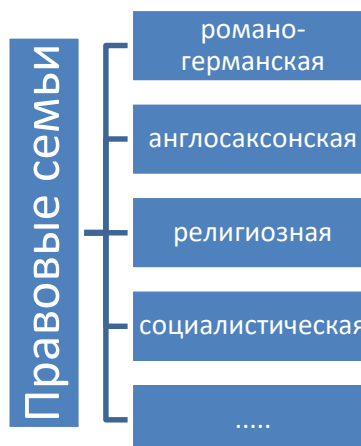 Правовые семьи
романо-
германская
англосаксонская
религиозная
социалистическая
.....